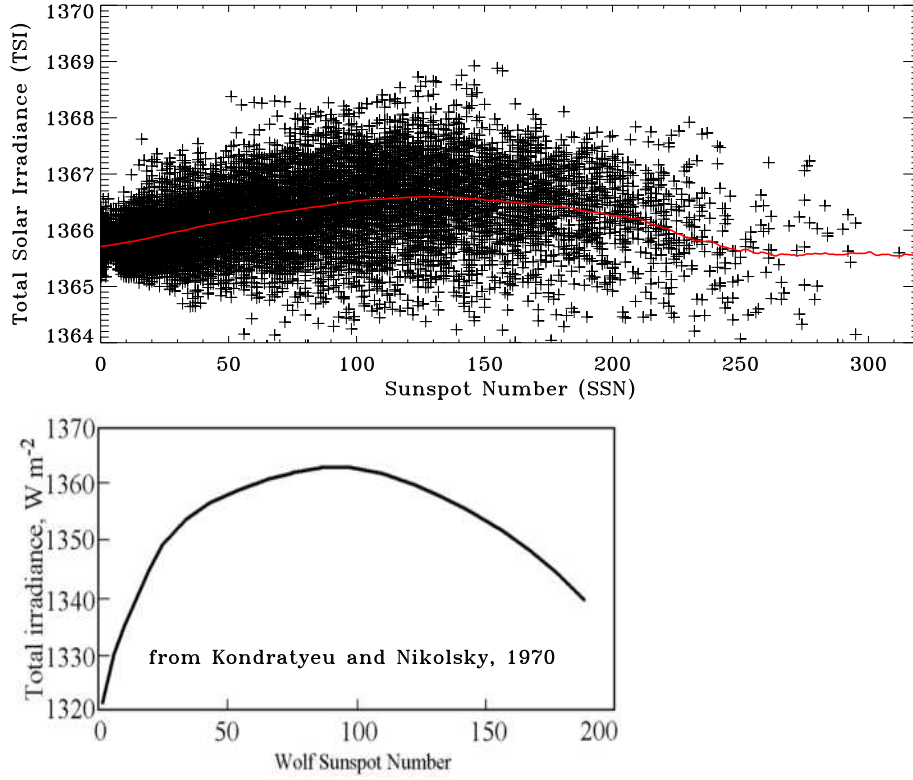 1370
1369
1368
1367
1366
1365
1364
Total Solar Irradiance (TSI)
0 50 100 150 200 250 300
Sunspot Number (SSN)
1370
1360
1350
1340
1330
1320
Total irradiance, W m-2
from Kondratyeu and Nikolsky, 1970
0 50 100 150 200
Wolf Sunspot Number